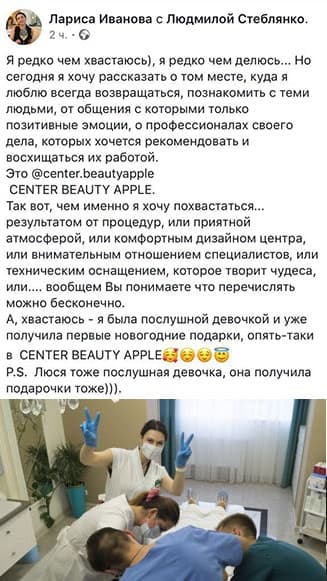 Лариса Иванова с Людмилой Стеблянко.
2 ч. ·
Я редко чем хвастаюсь), я редко чем делюсь... Но
сегодня я хочу рассказать о том месте, куда я
люблю всегда возвращаться, познакомить с теми
людьми, от общения с которыми только
позитивные эмоции, о профессионалах своего
дела, которых хочется рекомендовать и
восхищаться их работой.
Это @center.beautyapple
CENTER BEAUTY APPLE.
Так вот, чем именно я хочу похвастаться...
результатом от процедур, или приятной
атмосферой, или комфортным дизайном центра,
или внимательным отношением специалистов, или
техническим оснащением, которое творит чудеса,
или.... вообщем Вы понимаете что перечислять
можно бесконечно.
А, хвастаюсь - я была послушной девочкой и уже
получила первые новогодние подарки, опять-таки
в CENTER BEAUTY APPLE🥰☺️☺️😇
P.S. Люся тоже послушная девочка, она получила
подарочки тоже))).